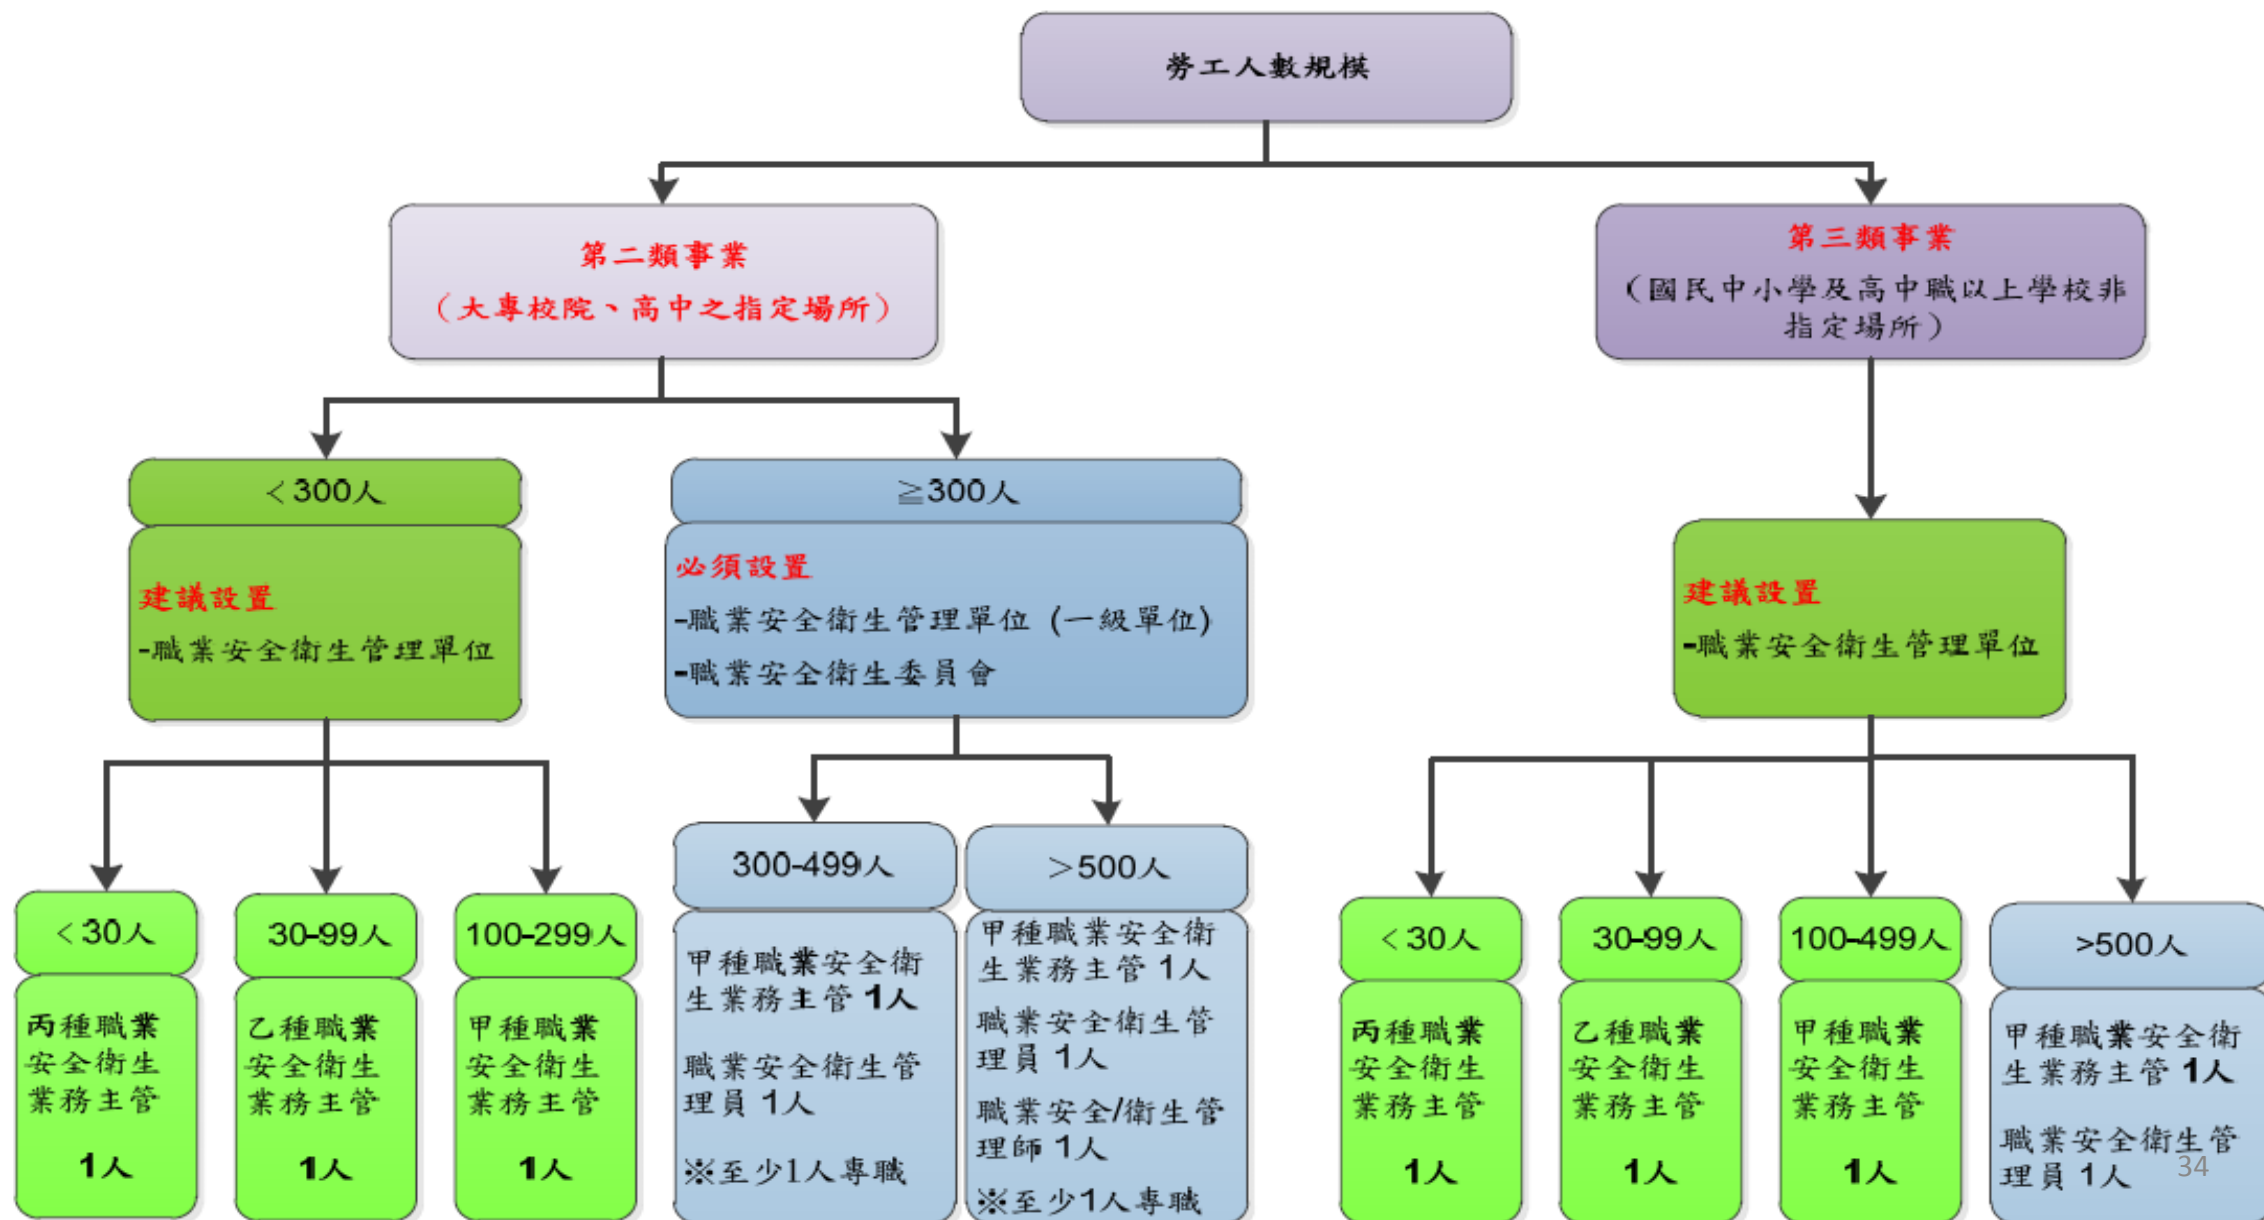 勞工人數規模
第二類事業
（大專校院、高中之指定場所）
第三類事業
（國民中小學及高中職以上學校非
指定場所）
＜300人
建議設置
-職業安全衛生管理單位
≧300人
必須設置
-職業安全衛生管理單位 (一級單位)
-職業安全衛生委員會
建議設置
-職業安全衛生管理單位
＜30人
丙種職業
安全衛生
業務主管
1人
30-99人
乙種職業
安全衛生
業務主管
1人
100-299人
甲種職業
安全衛生
業務主管
1人
300-499人
甲種職業安全衛
生業務主管 1人
職業安全衛生管
理員 1人
※至少1人專職
＞500人
甲種職業安全衛
生業務主管 1人
職業安全衛生管
理員 1人
職業安全/衛生管
理師 1人
※至少1人專職
＜30人
丙種職業
安全衛生
業務主管
1人
30-99人
乙種職業
安全衛生
業務主管
1人
100-499人
甲種職業
安全衛生
業務主管
1人
>500人
甲種職業安全衛
生業務主管 1人
職業安全衛生管
理員 1人
34